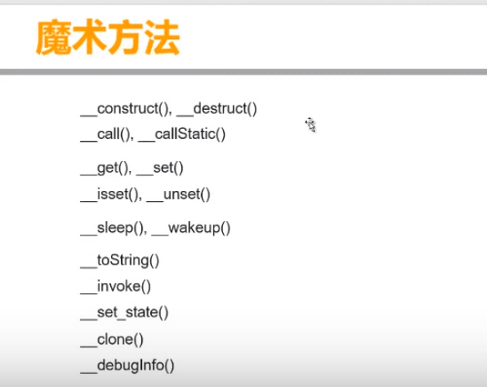 魔术方法
__construct(), __destruct()
__call(), __callStatic()
__get(), __set()
__isset(), __unset()
__sleep(), __wakeup()
__toString()
__invoke()
__set_state()
__clone()
__debugInfo()